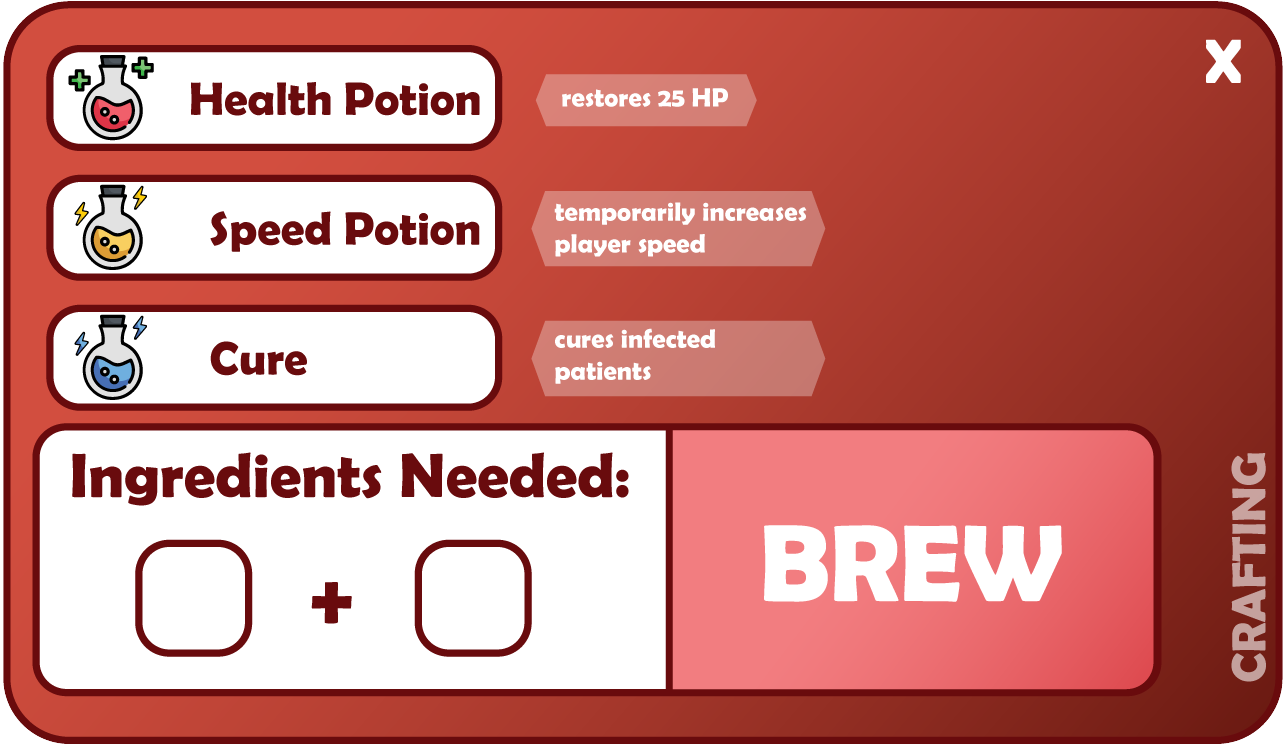 X
Health Potion
restores 25 HP
Speed Potion
temporarily increases
player speed
Cure
cures infected
patients
Ingredients Needed:
+
BREW
CRAFTING